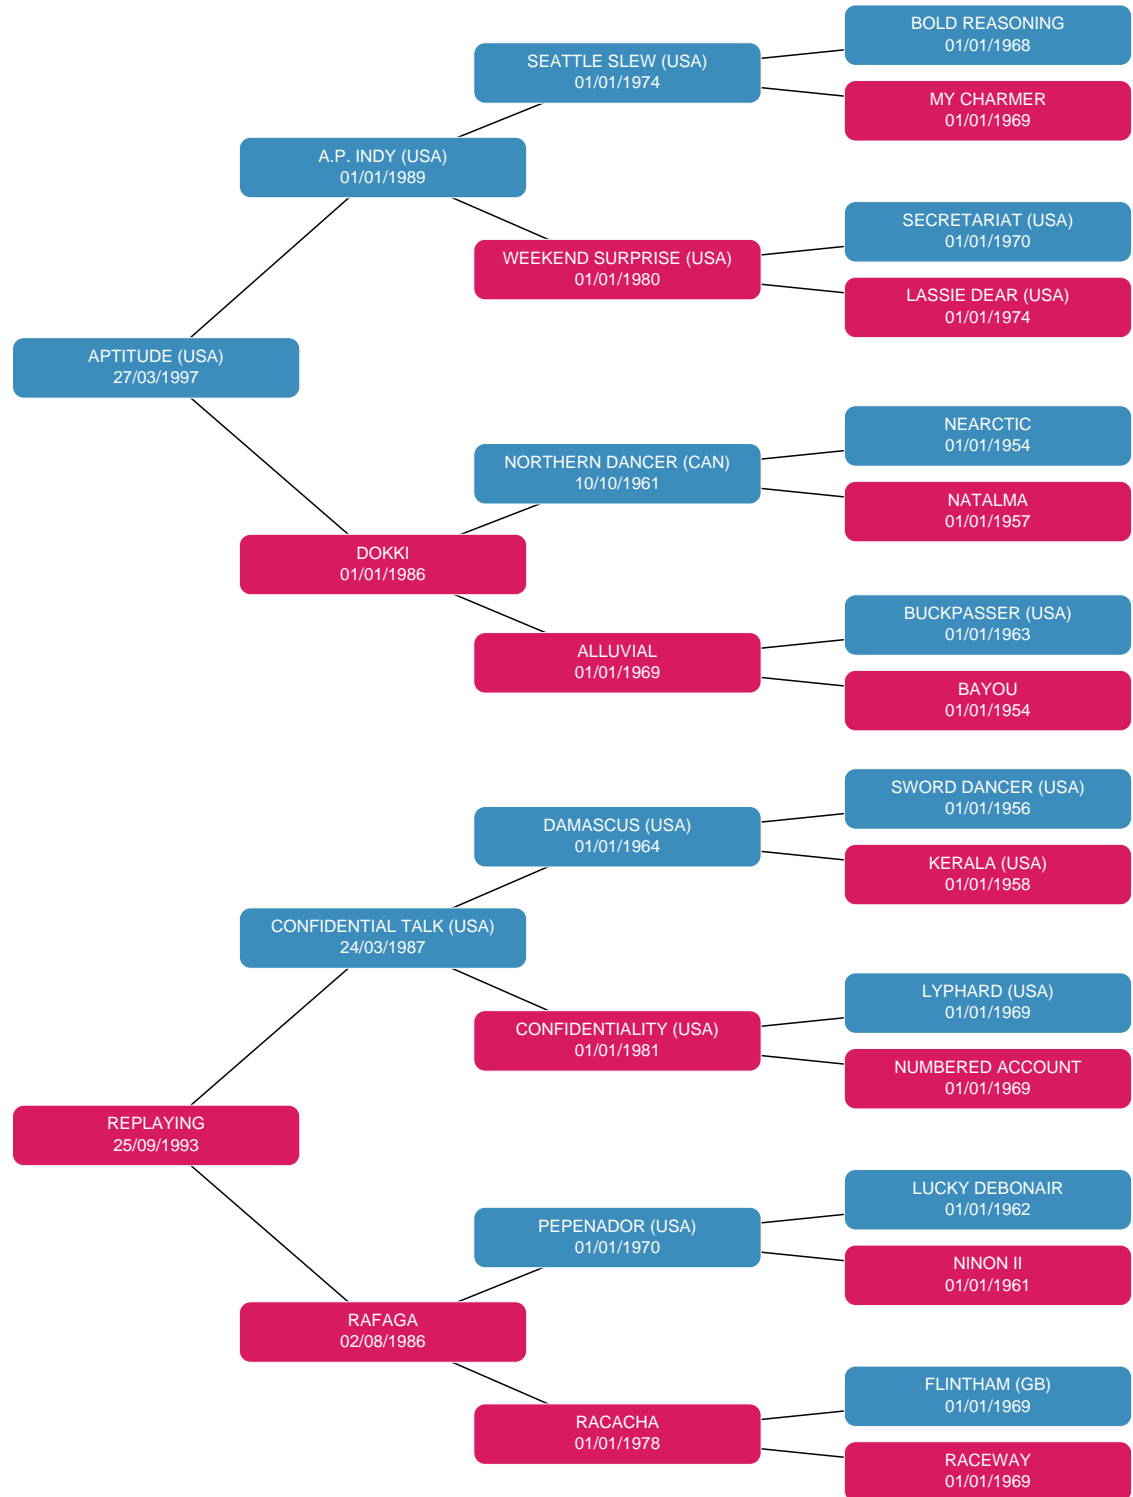 BOLD REASONING
01/01/1968
SEATTLE SLEW (USA)
01/01/1974
MY CHARMER
01/01/1969
A.P. INDY (USA)
01/01/1989
SECRETARIAT (USA)
01/01/1970
WEEKEND SURPRISE (USA)
01/01/1980
LASSIE DEAR (USA)
01/01/1974
APTITUDE (USA)
27/03/1997
NEARCTIC
01/01/1954
NORTHERN DANCER (CAN)
10/10/1961
NATALMA
01/01/1957
DOKKI
01/01/1986
BUCKPASSER (USA)
01/01/1963
ALLUVIAL
01/01/1969
BAYOU
01/01/1954
SWORD DANCER (USA)
01/01/1956
DAMASCUS (USA)
01/01/1964
KERALA (USA)
01/01/1958
CONFIDENTIAL TALK (USA)
24/03/1987
LYPHARD (USA)
01/01/1969
CONFIDENTIALITY (USA)
01/01/1981
NUMBERED ACCOUNT
01/01/1969
REPLAYING
25/09/1993
LUCKY DEBONAIR
01/01/1962
PEPENADOR (USA)
01/01/1970
NINON II
01/01/1961
RAFAGA
02/08/1986
FLINTHAM (GB)
01/01/1969
RACACHA
01/01/1978
RACEWAY
01/01/1969